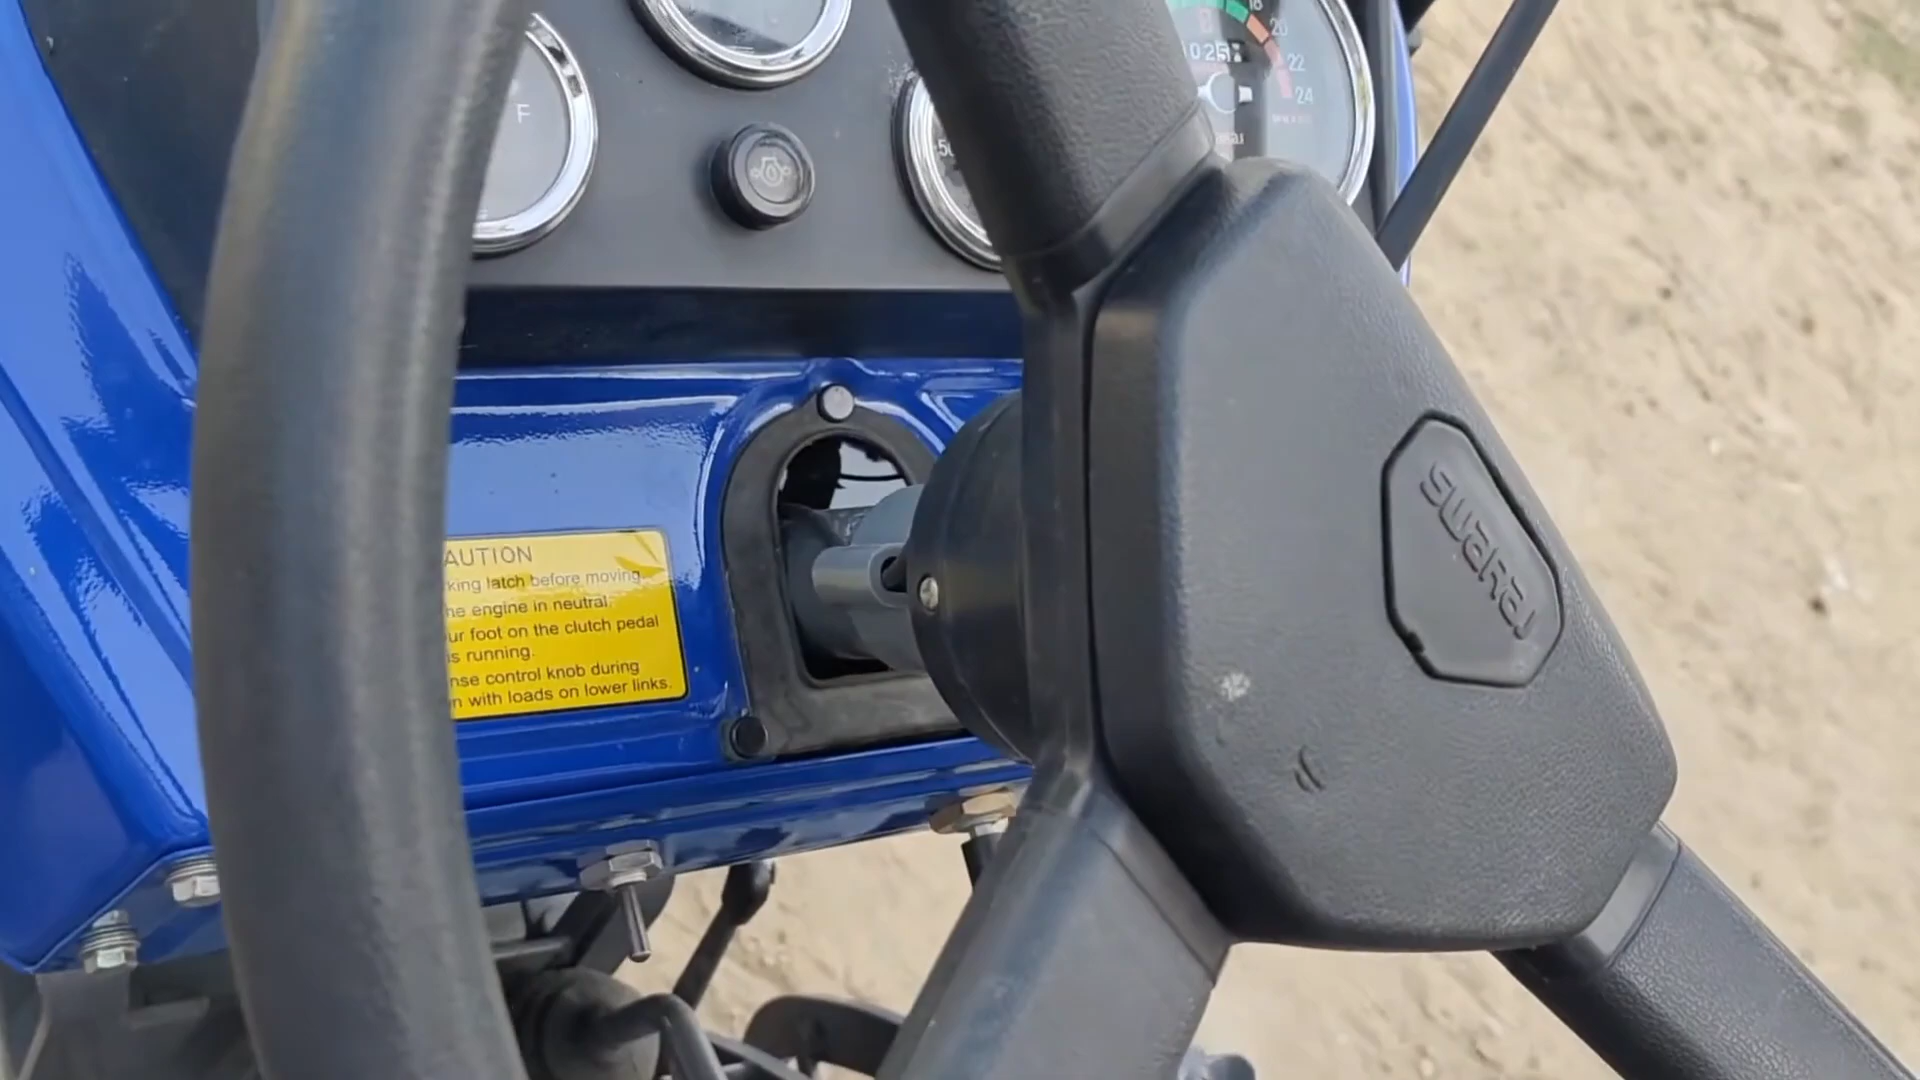 F
18
20
22
24
50
SWARAJ
AUTION
king latch before moving.
he engine in neutral.
ur foot on the clutch pedal
is running.
nse control knob during
n with loads on lower links.